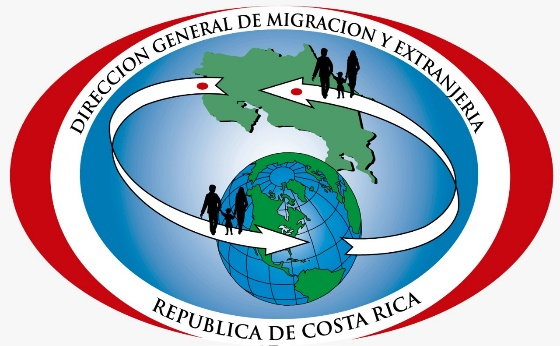 DIRECCION GENERAL DE MIGRACION Y EXTRANJERIA
REPUBLICA DE COSTA RICA